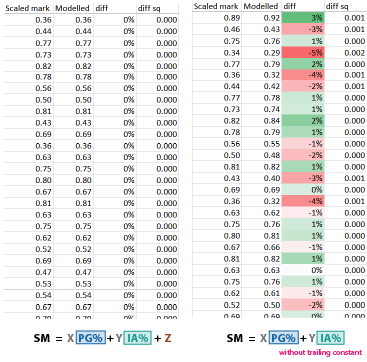 Scaled mark Modelled diff diff sq
0.36 0.36 0% 0.000
0.44 0.44 0% 0.000
0.77 0.77 0% 0.000
0.73 0.73 0% 0.000
0.82 0.82 0% 0.000
0.78 0.78 0% 0.000
0.56 0.56 0% 0.000
0.50 0.50 0% 0.000
0.81 0.81 0% 0.000
0.43 0.43 0% 0.000
0.69 0.69 0% 0.000
0.36 0.36 0% 0.000
0.63 0.63 0% 0.000
0.75 0.75 0% 0.000
0.80 0.80 0% 0.000
0.67 0.67 0% 0.000
0.81 0.81 0% 0.000
0.63 0.63 0% 0.000
0.75 0.75 0% 0.000
0.62 0.62 0% 0.000
0.52 0.52 0% 0.000
0.69 0.69 0% 0.000
0.47 0.47 0% 0.000
0.53 0.53 0% 0.000
0.54 0.54 0% 0.000
0.67 0.67 0% 0.000
SM = X PG% + Y IA% + Z
Scaled mark Modelled diff diff sq
0.89 0.92 3% 0.001
0.46 0.43 -3% 0.001
0.75 0.76 1% 0.000
0.34 0.29 -5% 0.002
0.77 0.79 2% 0.000
0.36 0.32 -4% 0.001
0.44 0.42 -2% 0.001
0.77 0.78 1% 0.000
0.73 0.74 1% 0.000
0.82 0.84 2% 0.000
0.78 0.79 1% 0.000
0.56 0.55 -1% 0.000
0.50 0.48 -2% 0.000
0.81 0.82 1% 0.000
0.43 0.40 -3% 0.001
0.69 0.69 0% 0.000
0.36 0.32 -4% 0.001
0.63 0.62 -1% 0.000
0.75 0.76 1% 0.000
0.80 0.81 1% 0.000
0.67 0.66 -1% 0.000
0.81 0.82 1% 0.000
0.63 0.63 0% 0.000
0.75 0.76 1% 0.000
0.62 0.61 -1% 0.000
0.52 0.50 -2% 0.000
0.69 0.69 0% 0.000
SM = X PG% + Y IA%
without trailing constant